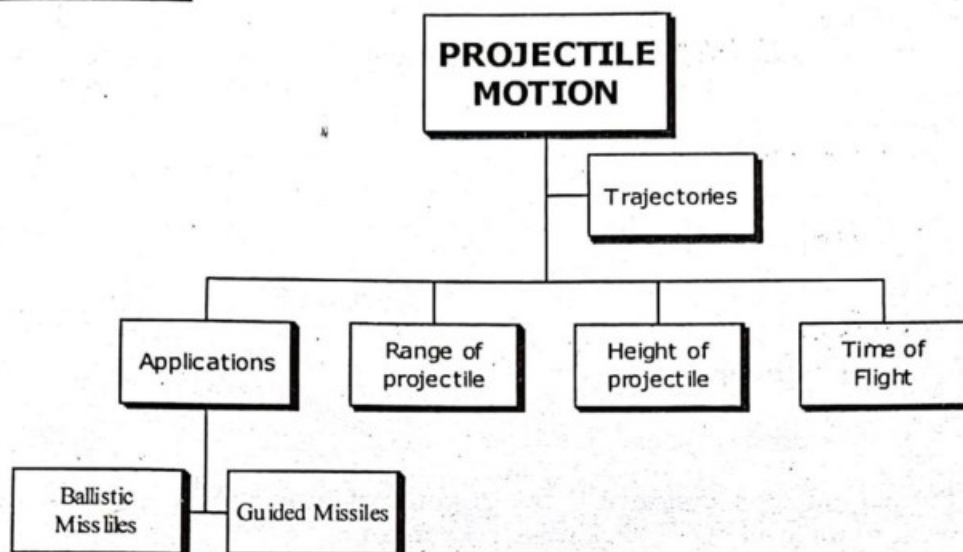 PROJECTILE
MOTION
Trajectories
Applications
Range of
projectile
Height of
projectile
Time of
Flight
Ballistic
Missliles
Guided Missiles